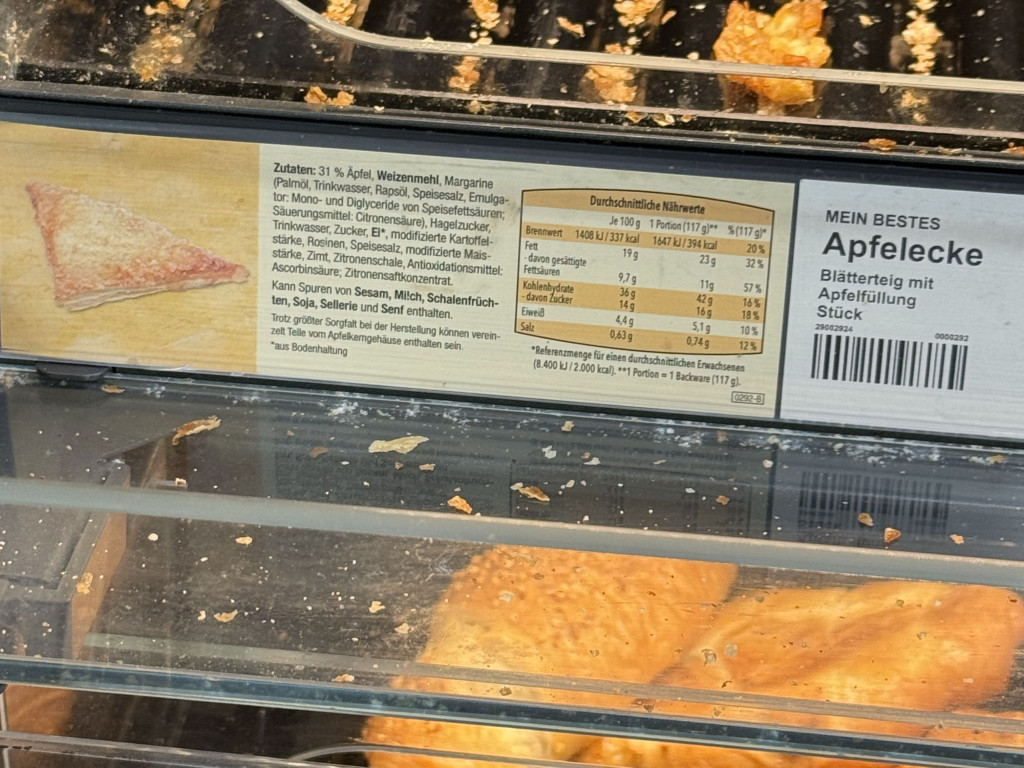 Zutaten: 31 % Äpfel, Weizenmehl, Margarine
(Palmöl, Trinkwasser, Rapsöl, Speisesalz, Emulga-
tor: Mono- und Diglyceride von Speisefettsäuren;
Säuerungsmittel: Citronensäure), Hagelzucker,
Trinkwasser, Zucker, Ei*, modifizierte Kartoffel-
stärke, Rosinen, Speisesalz, modifizierte Mais-
stärke, Zimt, Zitronenschale, Antioxidationsmittel:
Ascorbinsäure; Zitronensaftkonzentrat.
Kann Spuren von Sesam, Milch, Schalenfrüch-
ten, Soja, Sellerie und Senf enthalten.
Trotz größter Sorgfalt bei der Herstellung können verein-
zelt Teile vom Apfelkerngehäuse enthalten sein.
*aus Bodenhaltung
Durchschnittliche Nährwerte
Je 100 g 1 Portion (117 g)** % (117 g)*
Brennwert 1408 kJ / 337 kcal 1647 kJ / 394 kcal 20 %
Fett 19 g 23 g 32 %
- davon gesättigte
Fettsäuren 9,7 g 11g 57 %
Kohlenhydrate 36 g 42 g 16 %
- davon Zucker 14 g 16 g 18 %
Eiweiß 4,4 g 5,1 g 10 %
Salz 0,63 g 0,74 g 12 %
*Referenzmenge für einen durchschnittlichen Erwachsenen
(8.400 kJ / 2.000 kcal). **1 Portion = 1 Backware (117 g).
0292-B
MEIN BESTES
Apfelecke
Blätterteig mit
Apfelfüllung
Stück
29082924 0000292